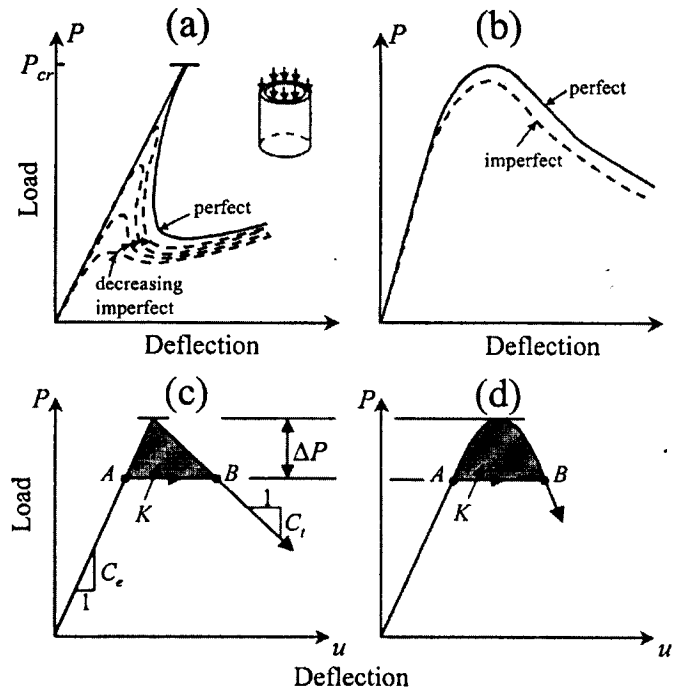 (a)
P
P_cr
Load
perfect
decreasing
imperfect
Deflection
(b)
P
perfect
imperfect
Deflection
(c)
P
Load
A
B
K
ΔP
1
C_t
C_e
1
u
(d)
P
A
B
K
u
Deflection